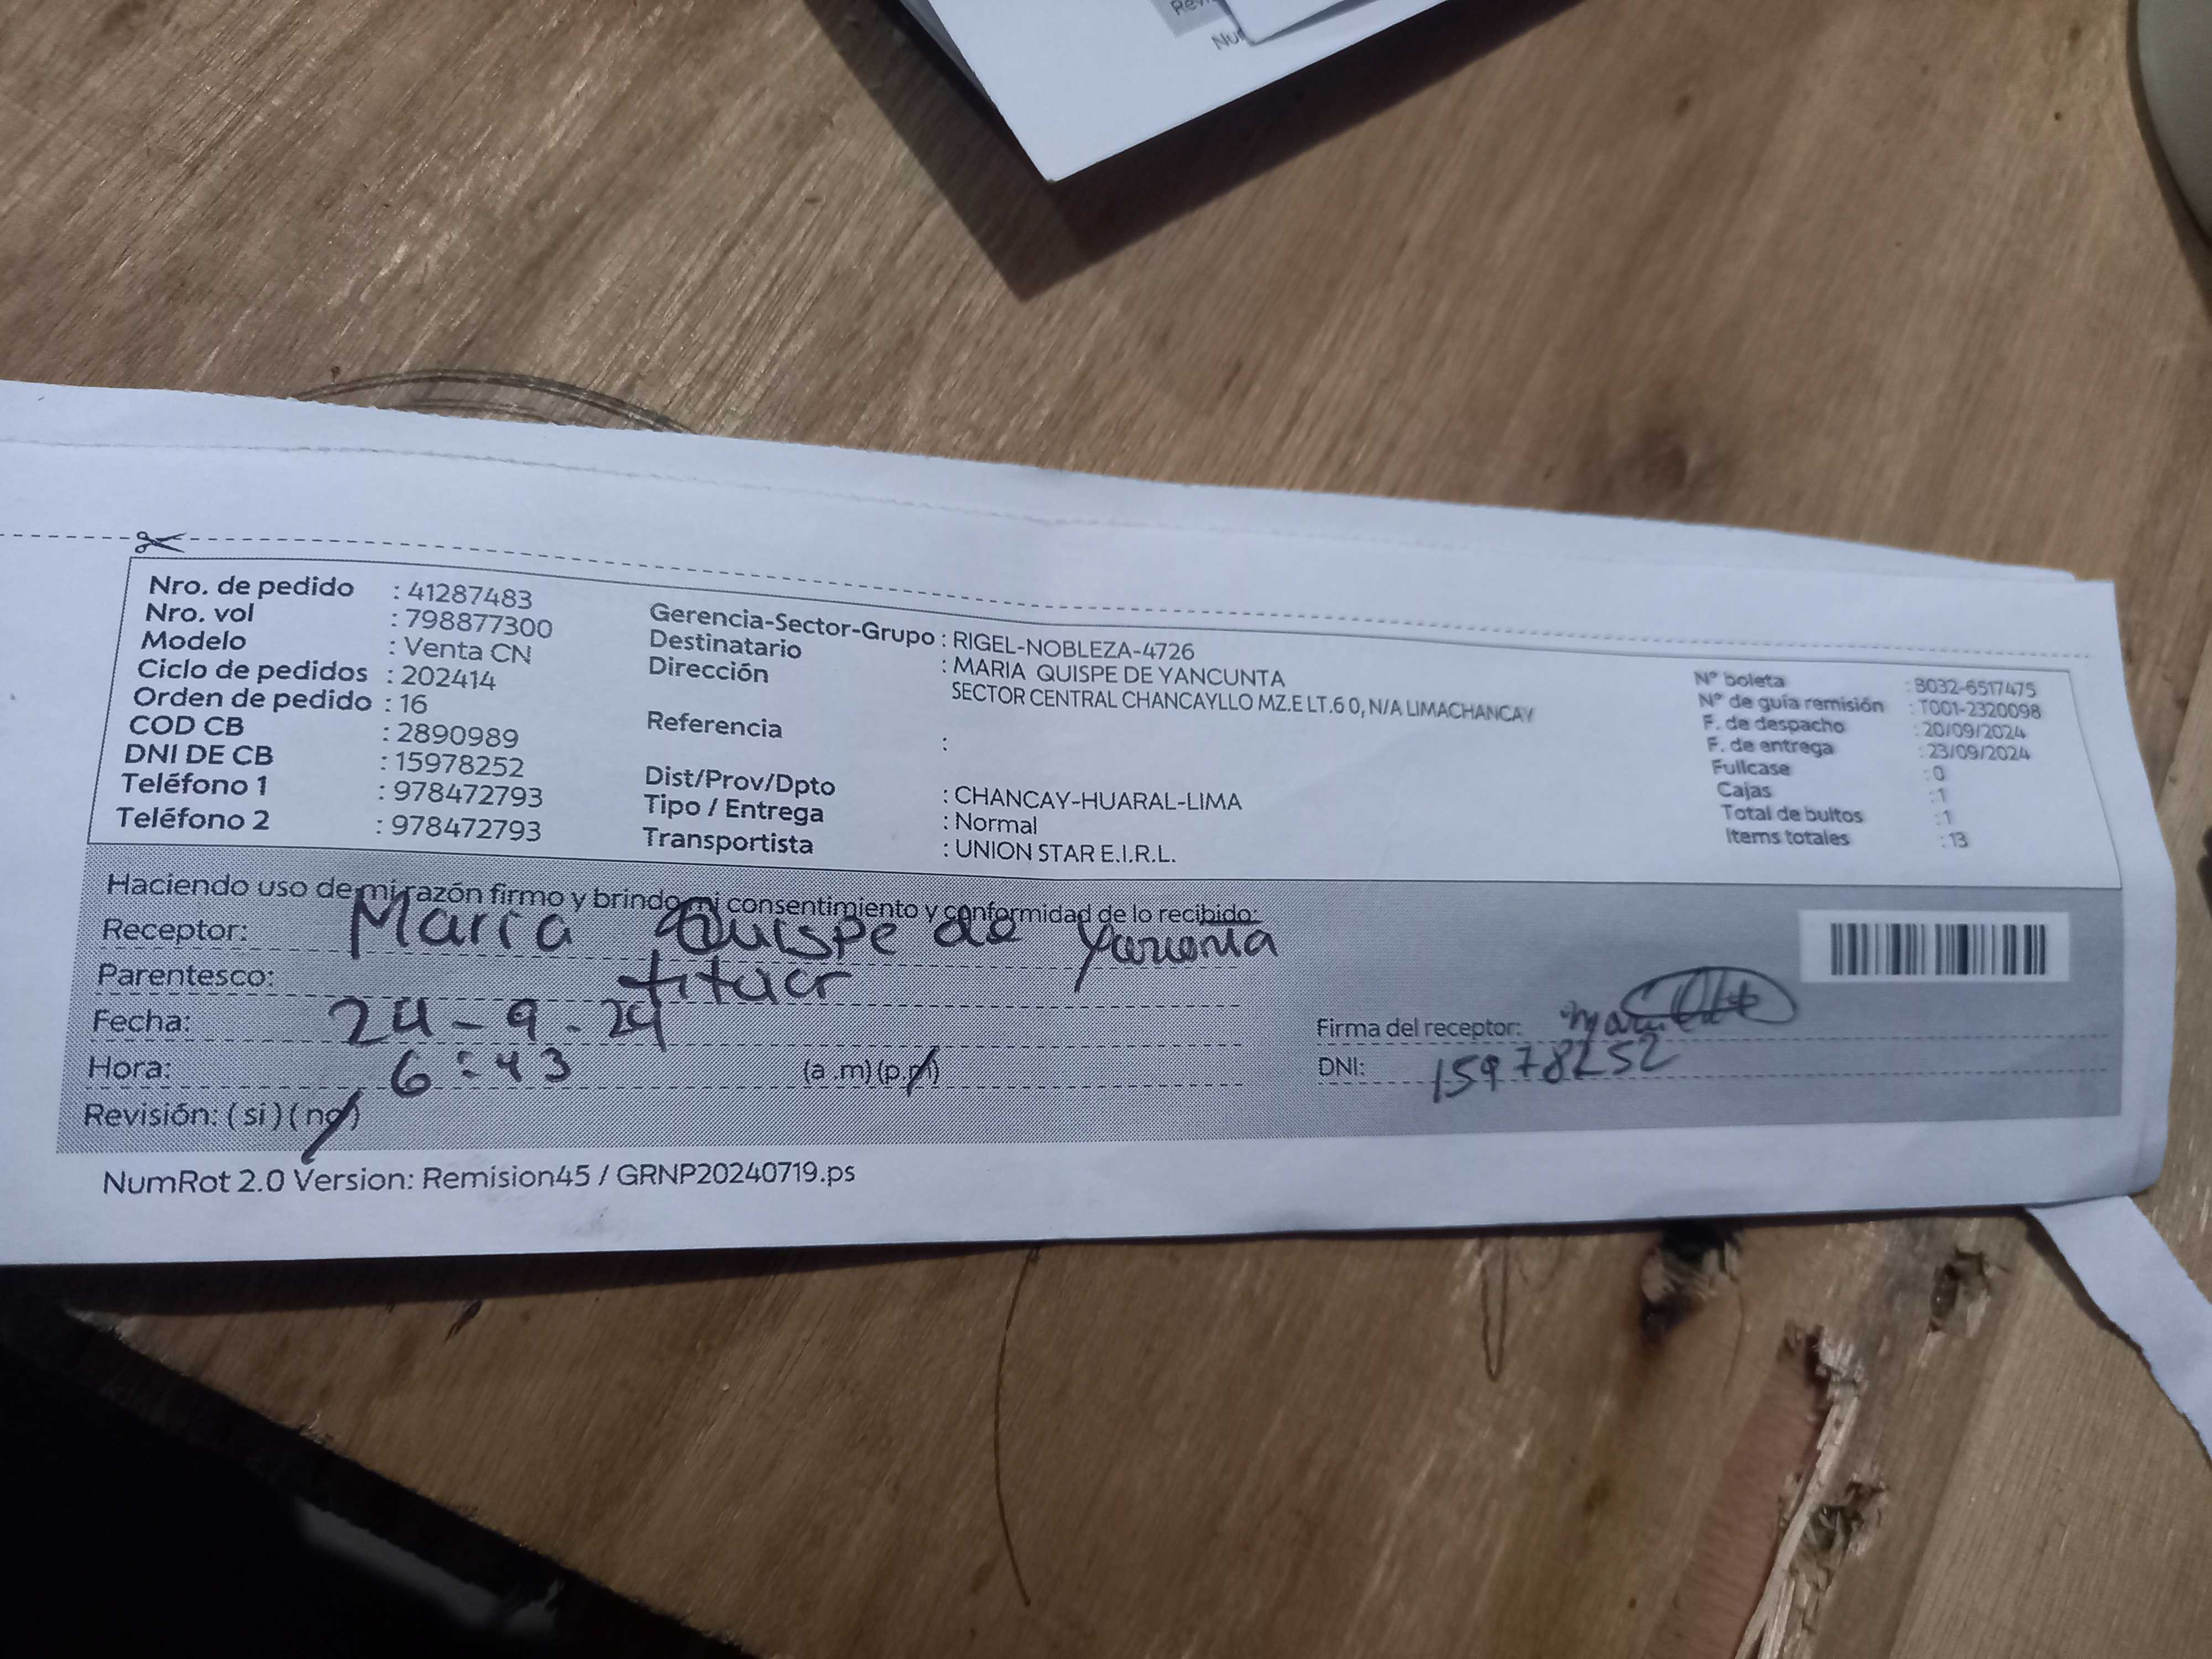 Rev
Nu
Nro. de pedido : 41287483
Nro. vol : 798877300
Modelo : Venta CN
Ciclo de pedidos : 202414
Orden de pedido : 16
COD CB : 2890989
DNI DE CB : 15978252
Teléfono 1 : 978472793
Teléfono 2 : 978472793
Gerencia-Sector-Grupo : RIGEL-NOBLEZA-4726
Destinatario : MARIA QUISPE DE YANCUNTA
Dirección SECTOR CENTRAL CHANCAYLLO MZ.E LT.6 0, N/A LIMACHANCAY
Referencia :
Dist/Prov/Dpto : CHANCAY-HUARAL-LIMA
Tipo / Entrega : Normal
Transportista : UNION STAR E.I.R.L.
N° boleta : B032-6517475
N° de guía remisión : T001-2320098
F. de despacho : 20/09/2024
F. de entrega : 23/09/2024
Fullcase : 0
Cajas : 1
Total de bultos : 1
Items totales : 13
Haciendo uso de mi razón firmo y brindo mi consentimiento y conformidad de lo recibido:
Receptor: Maria Quispe de
Parentesco:
Fecha: 24-9-24
Hora: 6:43 (a .m) (p.m)
Revisión: ( si ) ( no )
Firma del receptor:
DNI: 15978252
NumRot 2.0 Version: Remision45 / GRNP20240719.ps